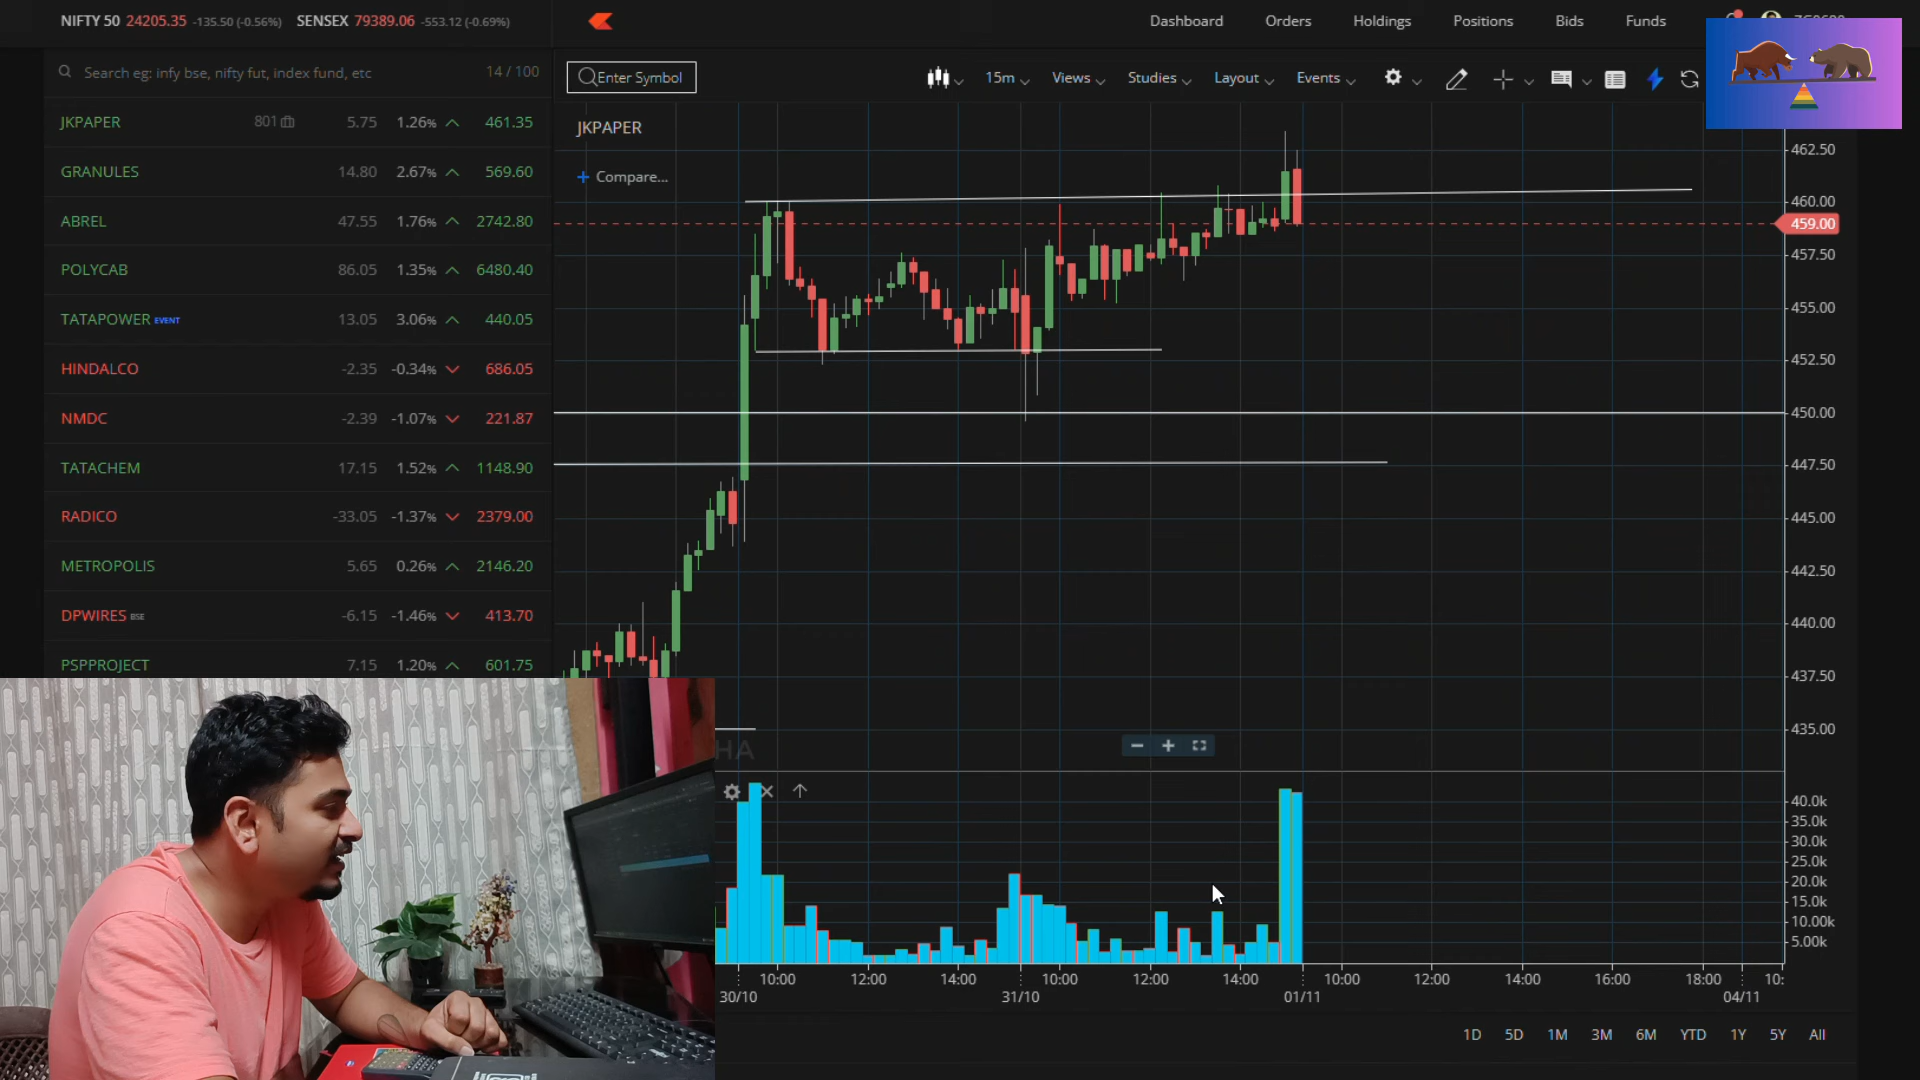 NIFTY 50 24205.35 -135.50 (-0.56%) SENSEX 79389.06 -553.12 (-0.69%)
Dashboard Orders Holdings Positions Bids Funds
Search eg: infy bse, nifty fut, index fund, etc 14 / 100
Enter Symbol 15m Views Studies Layout Events
JKPAPER 801 5.75 1.26% 461.35
GRANULES 14.80 2.67% 569.60
ABREL 47.55 1.76% 2742.80
POLYCAB 86.05 1.35% 6480.40
TATAPOWER EVENT 13.05 3.06% 440.05
HINDALCO -2.35 -0.34% 686.05
NMDC -2.39 -1.07% 221.87
TATACHEM 17.15 1.52% 1148.90
RADICO -33.05 -1.37% 2379.00
METROPOLIS 5.65 0.26% 2146.20
DPWIRES BSE -6.15 -1.46% 413.70
PSPPROJECT 7.15 1.20% 601.75
JKPAPER
+ Compare...
462.50
460.00
459.00
457.50
455.00
452.50
450.00
447.50
445.00
442.50
440.00
437.50
435.00
HA
40.0k
35.0k
30.0k
25.0k
20.0k
15.0k
10.00k
5.00k
10:00 12:00 14:00 10:00 12:00 14:00 10:00 12:00 14:00 16:00 18:00 10:
30/10 31/10 01/11 04/11
1D 5D 1M 3M 6M YTD 1Y 5Y All